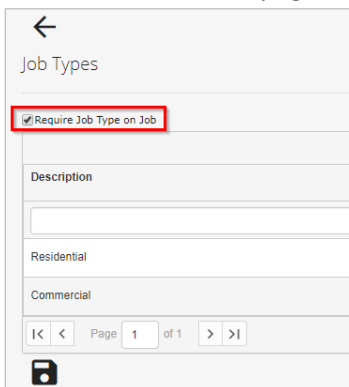 Job Types
Require Job Type on Job
Description
Residential
Commercial
Page 1 of 1